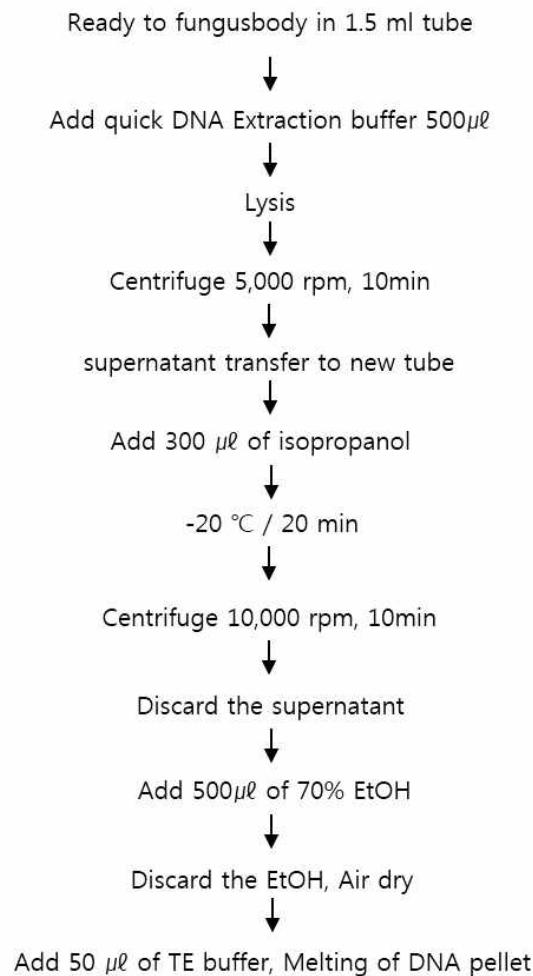 Ready to fungusbody in 1.5 ml tube
Add quick DNA Extraction buffer 500㎕
Lysis
Centrifuge 5,000 rpm, 10min
supernatant transfer to new tube
Add 300 ㎕ of isopropanol
-20 ℃ / 20 min
Centrifuge 10,000 rpm, 10min
Discard the supernatant
Add 500㎕ of 70% EtOH
Discard the EtOH, Air dry
Add 50 ㎕ of TE buffer, Melting of DNA pellet